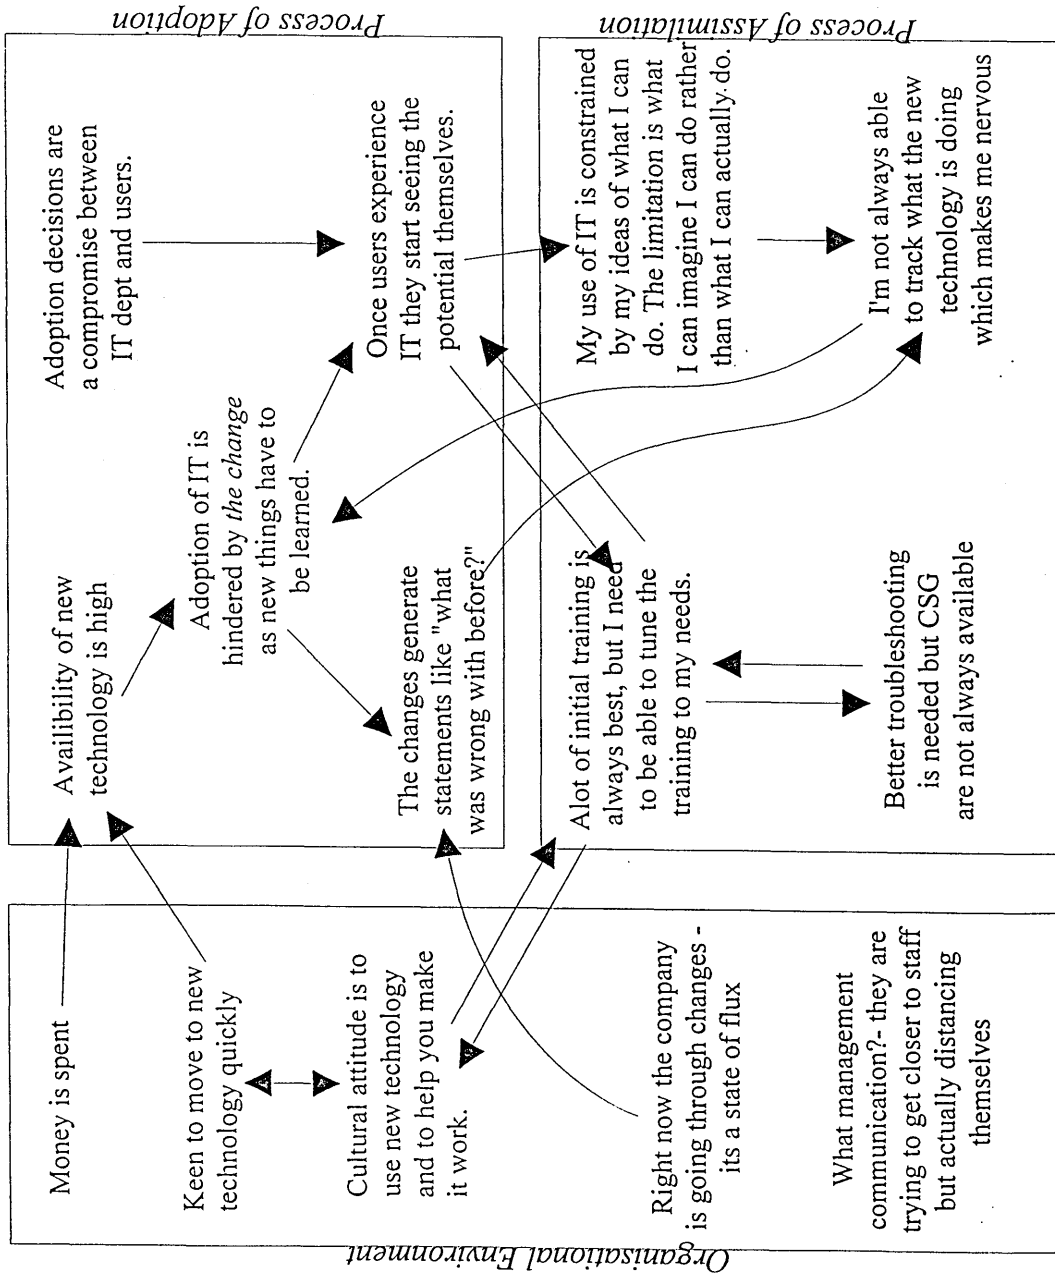 Organisational Environment
Money is spent
Keen to move to new
technology quickly
Cultural attitude is to
use new technology
and to help you make
it work.
Right now the company
is going through changes -
its a state of flux
What management
communication?- they are
trying to get closer to staff
but actually distancing
themselves
Process of Adoption
Availibility of new
technology is high
Adoption decisions are
a compromise between
IT dept and users.
Adoption of IT is
hindered by the change
as new things have to
be learned.
Once users experience
IT they start seeing the
potential themselves.
The changes generate
statements like "what
was wrong with before?"
Process of Assimilation
Alot of initial training is
always best, but I need
to be able to tune the
training to my needs.
My use of IT is constrained
by my ideas of what I can
do. The limitation is what
I can imagine I can do rather
than what I can actually do.
Better troubleshooting
is needed but CSG
are not always available
I'm not always able
to track what the new
technology is doing
which makes me nervous